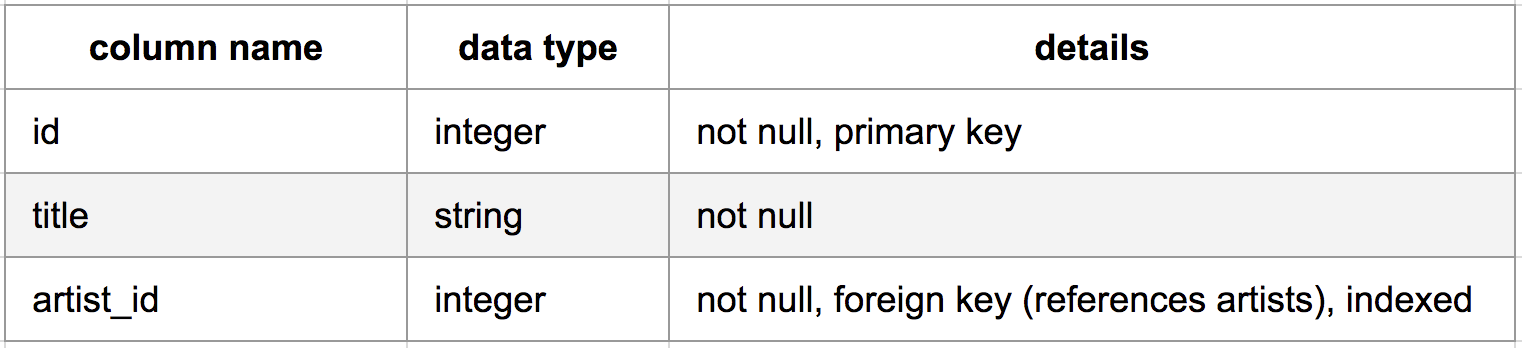 column name data type details
id integer not null, primary key
title string not null
artist_id integer not null, foreign key (references artists), indexed